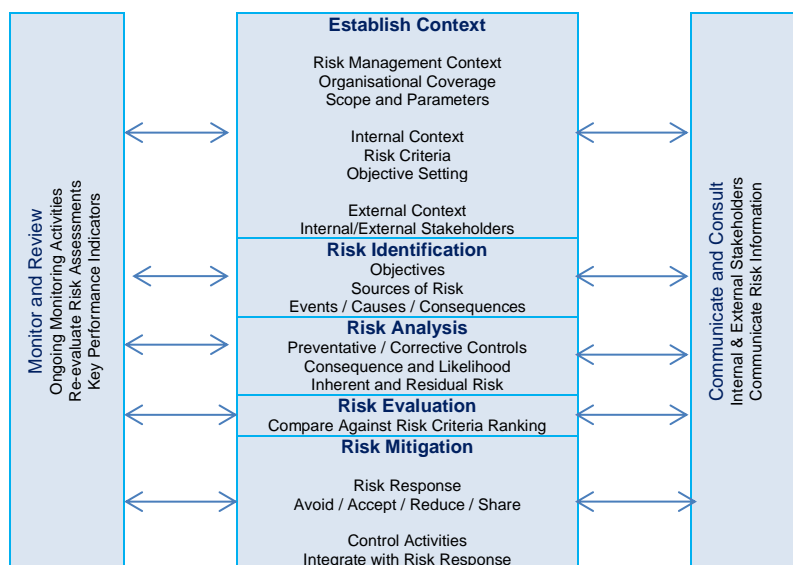 Monitor and Review
Ongoing Monitoring Activities
Re-evaluate Risk Assessments
Key Performance Indicators
Establish Context
Risk Management Context
Organisational Coverage
Scope and Parameters
Internal Context
Risk Criteria
Objective Setting
External Context
Internal/External Stakeholders
Risk Identification
Objectives
Sources of Risk
Events / Causes / Consequences
Risk Analysis
Preventative / Corrective Controls
Consequence and Likelihood
Inherent and Residual Risk
Risk Evaluation
Compare Against Risk Criteria Ranking
Risk Mitigation
Risk Response
Avoid / Accept / Reduce / Share
Control Activities
Integrate with Risk Response
Communicate and Consult
Internal & External Stakeholders
Communicate Risk Information